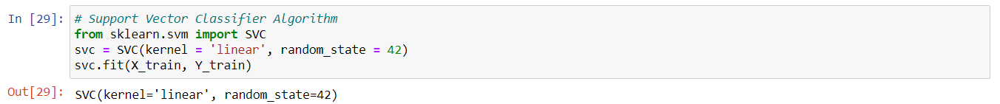 In [29]: # Support Vector Classifier Algorithm
from sklearn.svm import SVC
svc = SVC(kernel = 'linear', random_state = 42)
svc.fit(X_train, Y_train)
Out[29]: SVC(kernel='linear', random_state=42)